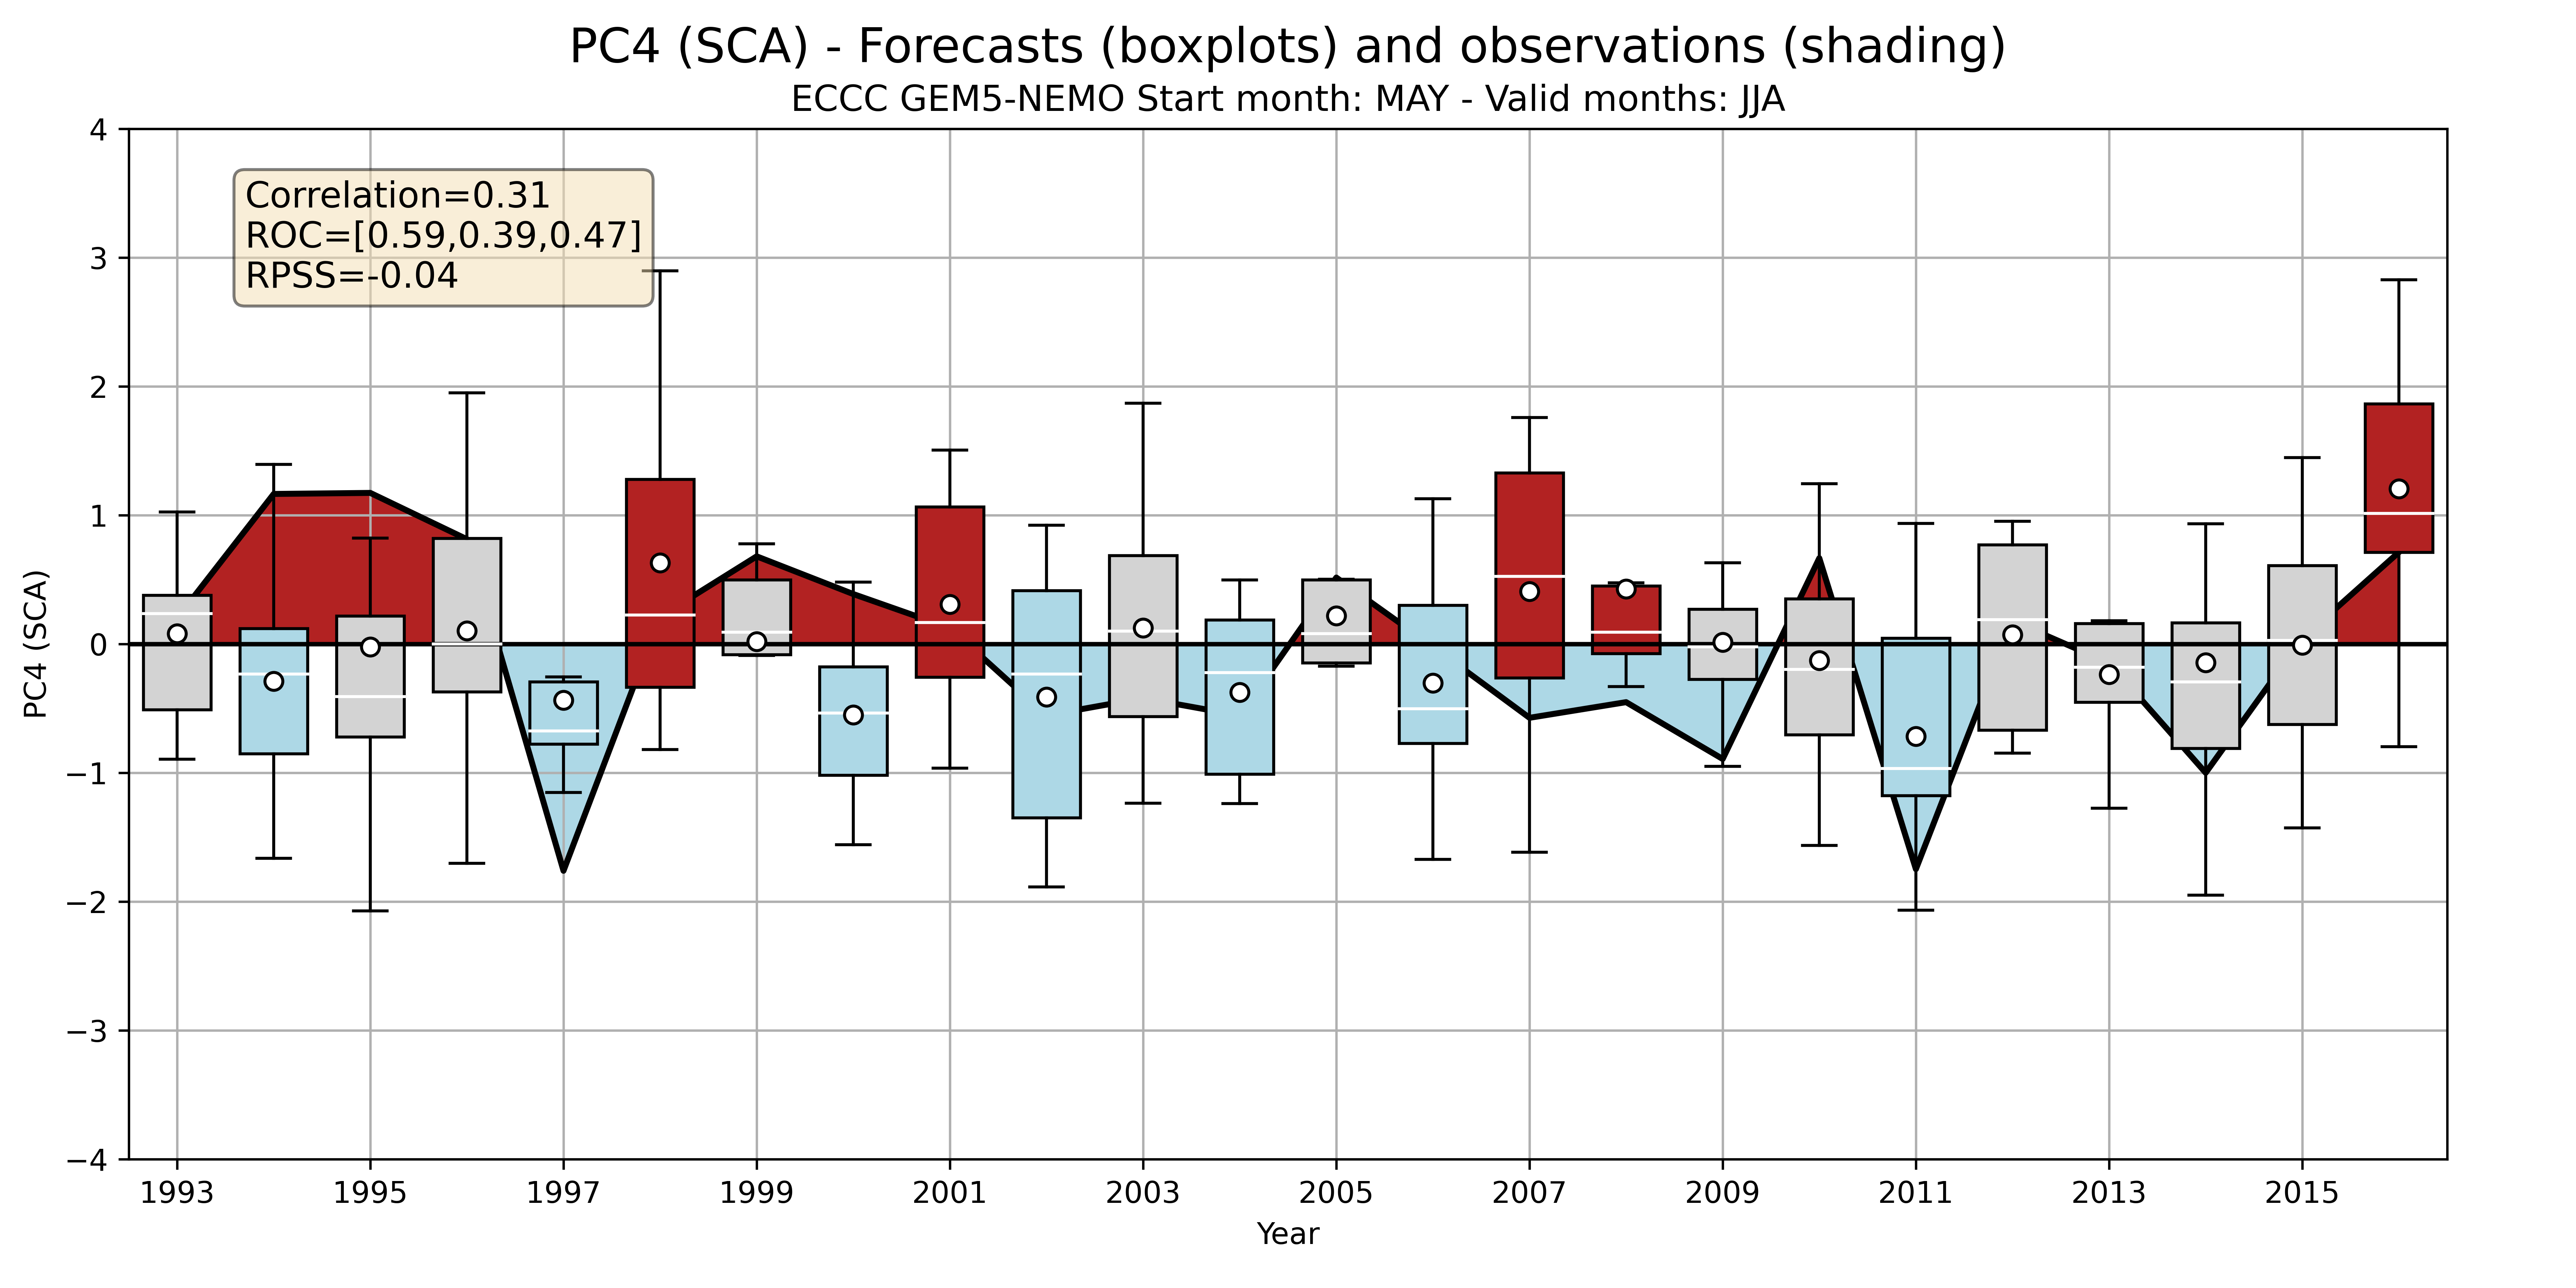 PC4 (SCA) - Forecasts (boxplots) and observations (shading)
ECCC GEM5-NEMO Start month: MAY - Valid months: JJA
Correlation=0.31
ROC=[0.59,0.39,0.47]
RPSS=-0.04
PC4 (SCA)
4
3
2
1
0
−1
−2
−3
−4
1993 1995 1997 1999 2001 2003 2005 2007 2009 2011 2013 2015
Year